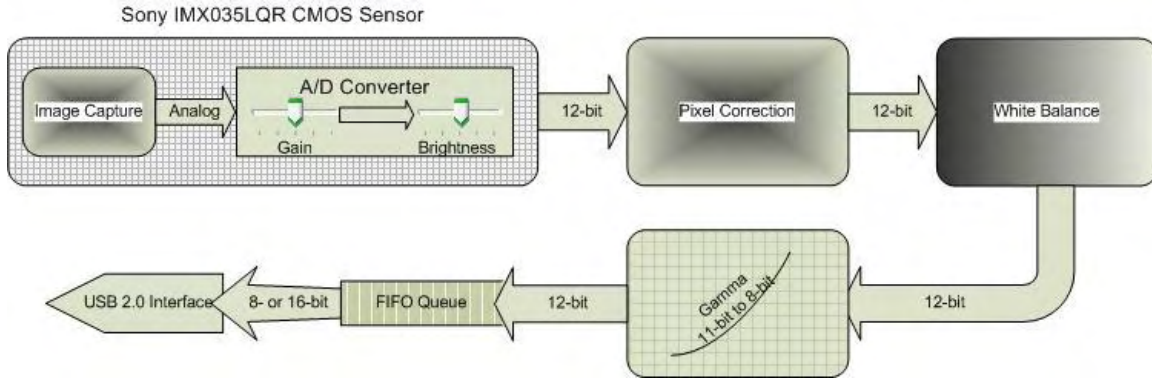 Sony IMX035LQR CMOS Sensor
Image Capture
Analog
A/D Converter
Gain
Brightness
12-bit
Pixel Correction
12-bit
White Balance
12-bit
Gamma
11-bit to 8-bit
12-bit
FIFO Queue
8- or 16-bit
USB 2.0 Interface